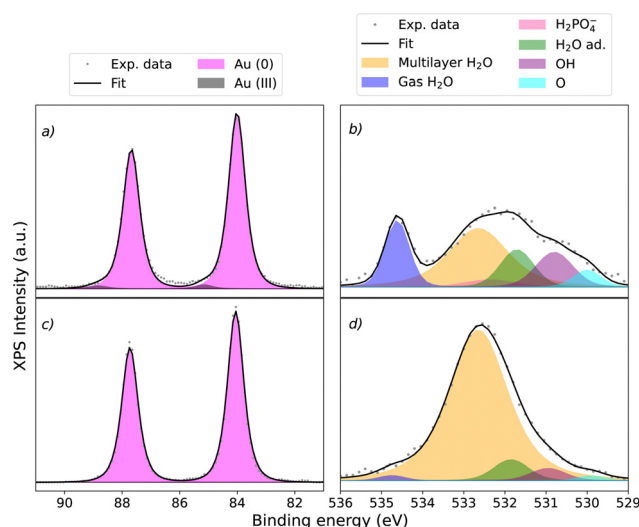 Exp. data
Fit
Au (0)
Au (III)
Exp. data
Fit
Multilayer H₂O
Gas H₂O
H₂PO₄⁻
H₂O ad.
OH
O
a)
b)
c)
d)
XPS Intensity (a.u.)
90 88 86 84 82
536 535 534 533 532 531 530 529
Binding energy (eV)